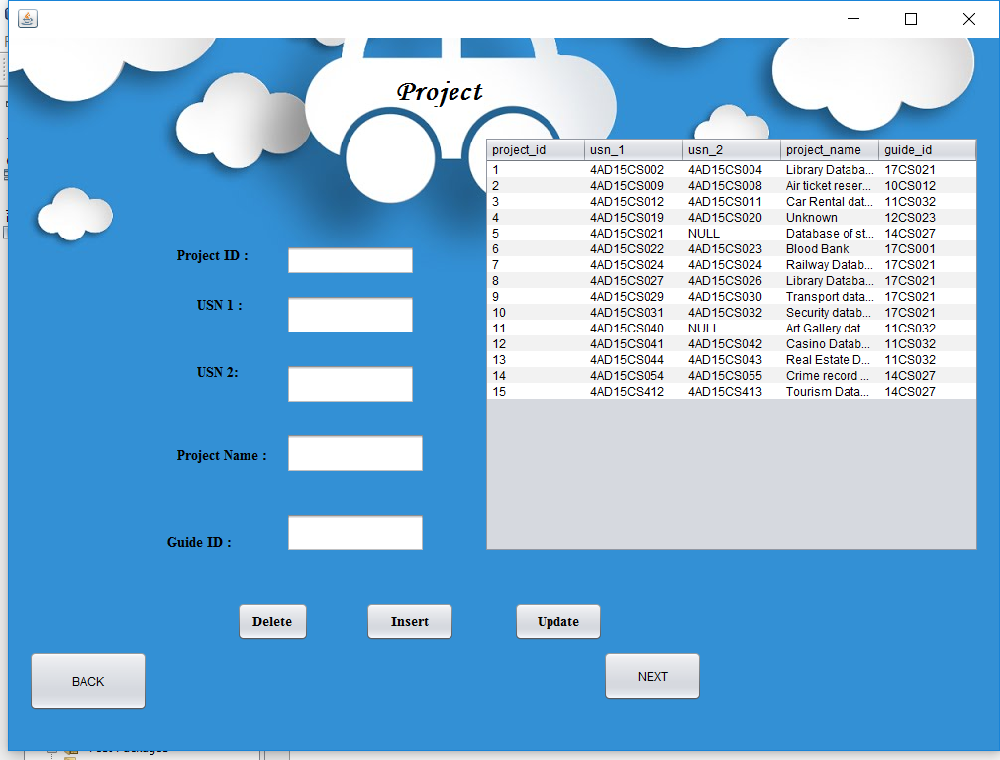 Project
project_id usn_1 usn_2 project_name guide_id
1 4AD15CS002 4AD15CS004 Library Databa... 17CS021
2 4AD15CS009 4AD15CS008 Air ticket reser... 10CS012
3 4AD15CS012 4AD15CS011 Car Rental dat... 11CS032
4 4AD15CS019 4AD15CS020 Unknown 12CS023
5 4AD15CS021 NULL Database of st... 14CS027
6 4AD15CS022 4AD15CS023 Blood Bank 17CS001
7 4AD15CS024 4AD15CS024 Railway Datab... 17CS021
8 4AD15CS027 4AD15CS026 Library Databa... 17CS021
9 4AD15CS029 4AD15CS030 Transport data... 17CS021
10 4AD15CS031 4AD15CS032 Security datab... 17CS021
11 4AD15CS040 NULL Art Gallery dat... 11CS032
12 4AD15CS041 4AD15CS042 Casino Datab... 11CS032
13 4AD15CS044 4AD15CS043 Real Estate D... 11CS032
14 4AD15CS054 4AD15CS055 Crime record ... 14CS027
15 4AD15CS412 4AD15CS413 Tourism Data... 14CS027
Project ID :
USN 1 :
USN 2:
Project Name :
Guide ID :
Delete Insert Update
BACK NEXT